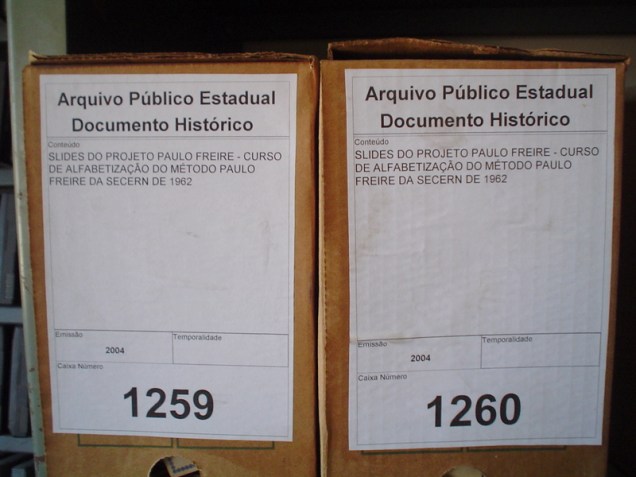 Arquivo Público Estadual
Documento Histórico
Conteúdo
SLIDES DO PROJETO PAULO FREIRE - CURSO
DE ALFABETIZAÇÃO DO MÉTODO PAULO
FREIRE DA SECERN DE 1962
Emissão
Temporalidade
2004
Caixa Número
1259
Arquivo Público Estadual
Documento Histórico
Conteúdo
SLIDES DO PROJETO PAULO FREIRE - CURSO
DE ALFABETIZAÇÃO DO MÉTODO PAULO
FREIRE DA SECERN DE 1962
Emissão
Temporalidade
2004
Caixa Número
1260